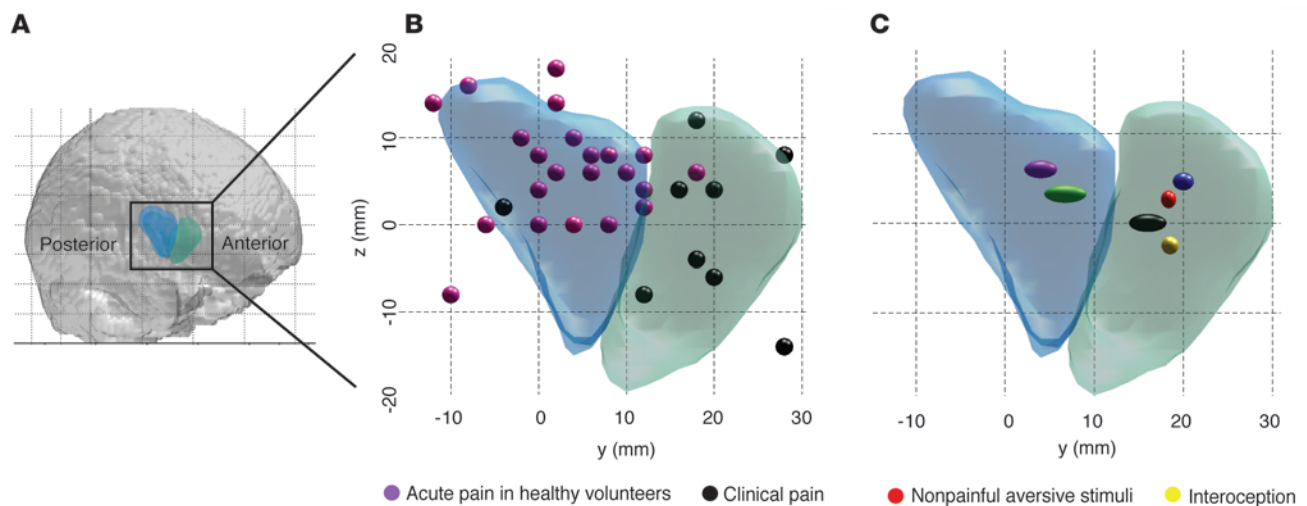 A
B
C
Posterior
Anterior
z (mm)
20
10
0
-10
-20
-10
0
10
20
30
y (mm)
-10
0
10
20
30
y (mm)
Acute pain in healthy volunteers
Clinical pain
Nonpainful aversive stimuli
Interoception